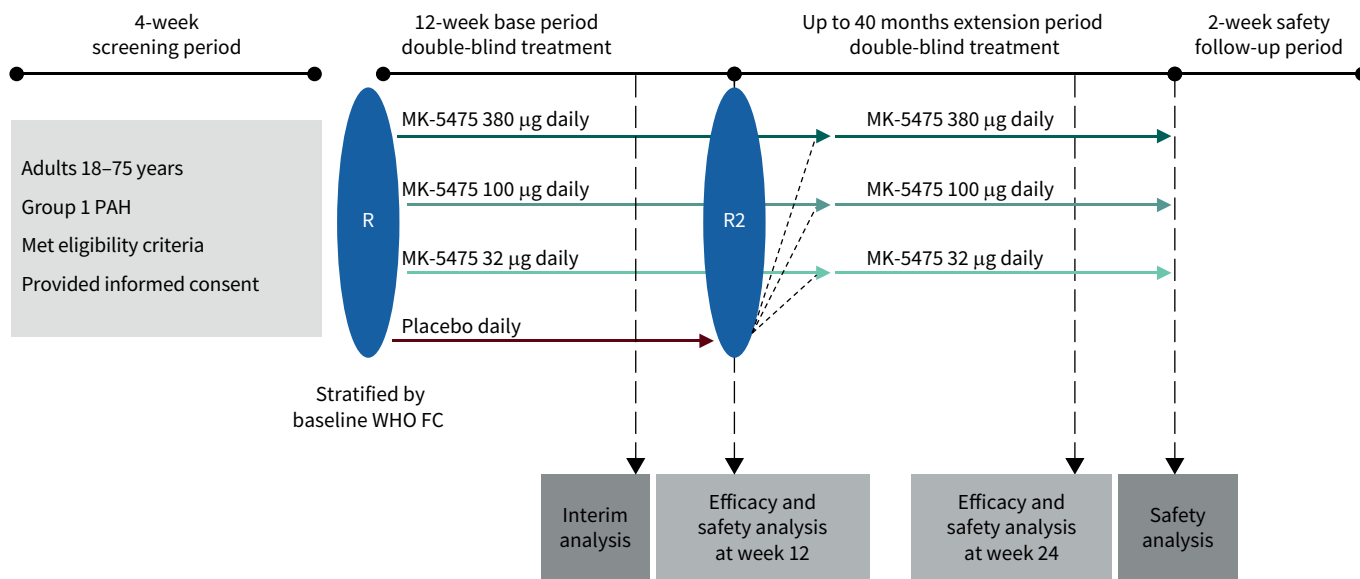 4-week
screening period
12-week base period
double-blind treatment
Up to 40 months extension period
double-blind treatment
2-week safety
follow-up period
Adults 18–75 years
Group 1 PAH
Met eligibility criteria
Provided informed consent
R
Stratified by
baseline WHO FC
MK-5475 380 μg daily
MK-5475 100 μg daily
MK-5475 32 μg daily
Placebo daily
R2
MK-5475 380 μg daily
MK-5475 100 μg daily
MK-5475 32 μg daily
Interim
analysis
Efficacy and
safety analysis
at week 12
Efficacy and
safety analysis
at week 24
Safety
analysis